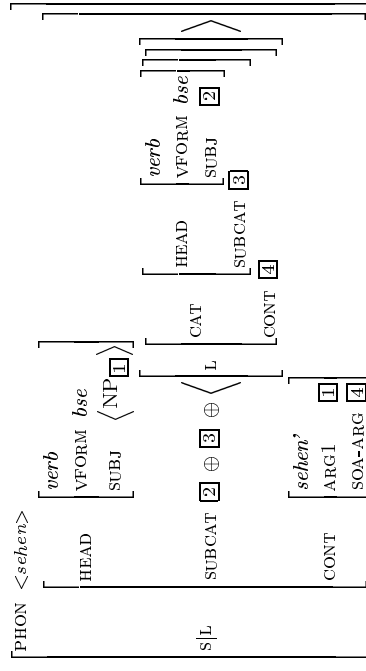 PHON <sehen>
verb
HEAD VFORM bse
SUBJ ⟨NP 1⟩
verb
HEAD VFORM bse
CAT
S|L SUBCAT 2 ⊕ 3 ⊕ ⟨ L SUBJ 2 ⟩
SUBCAT 3
CONT 4
sehen’
CONT ARG1 1
SOA-ARG 4